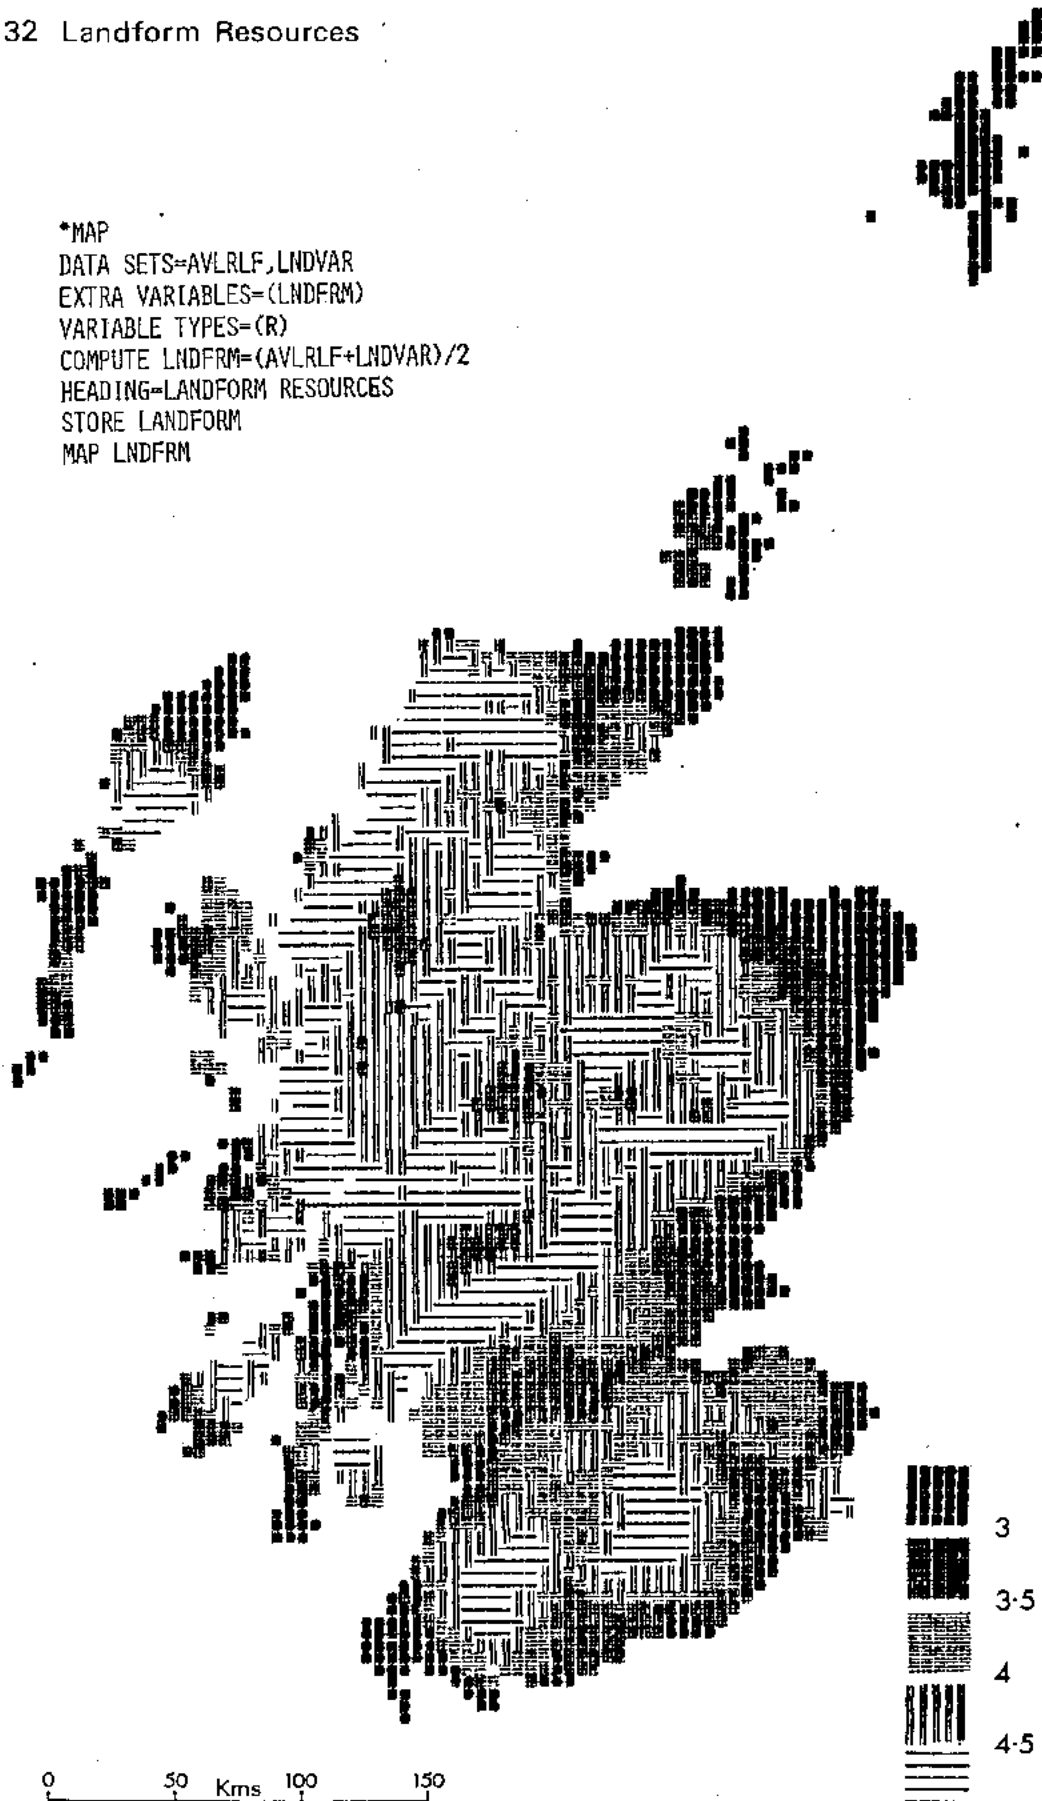 32 Landform Resources
*MAP
DATA SETS=AVLRLF,LNDVAR
EXTRA VARIABLES=(LNDFRM)
VARIABLE TYPES=(R)
COMPUTE LNDFRM=(AVLRLF+LNDVAR)/2
HEADING=LANDFORM RESOURCES
STORE LANDFORM
MAP LNDFRM
3
3·5
4
4·5
0 50 Kms 100 150